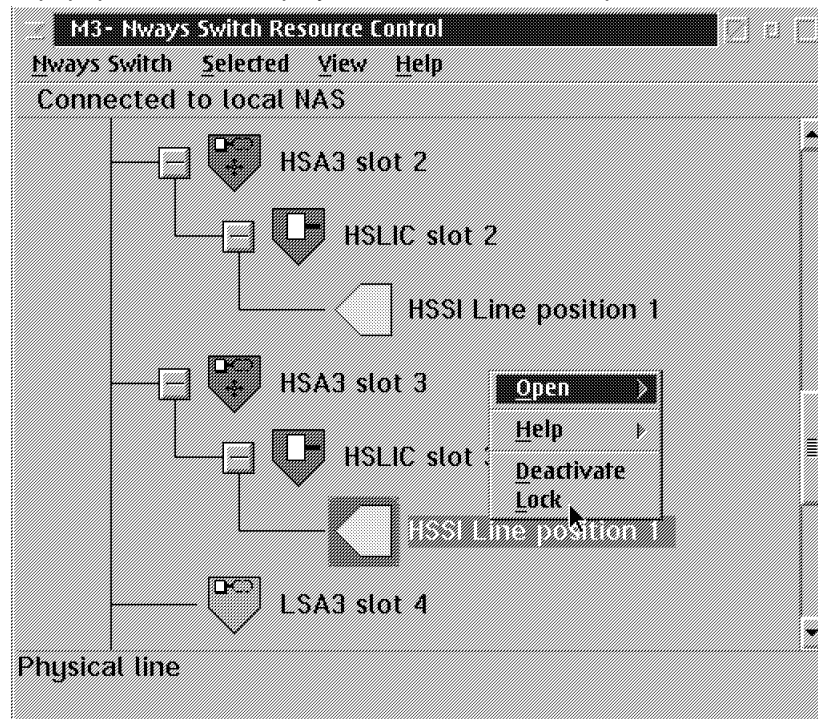 M3- Nways Switch Resource Control
Nways Switch Selected View Help
Connected to local NAS
HSA3 slot 2
HSLIC slot 2
HSSI Line position 1
HSA3 slot 3
Open
Help
HSLIC slot
Deactivate
Lock
HSSI Line position 1
LSA3 slot 4
Physical line